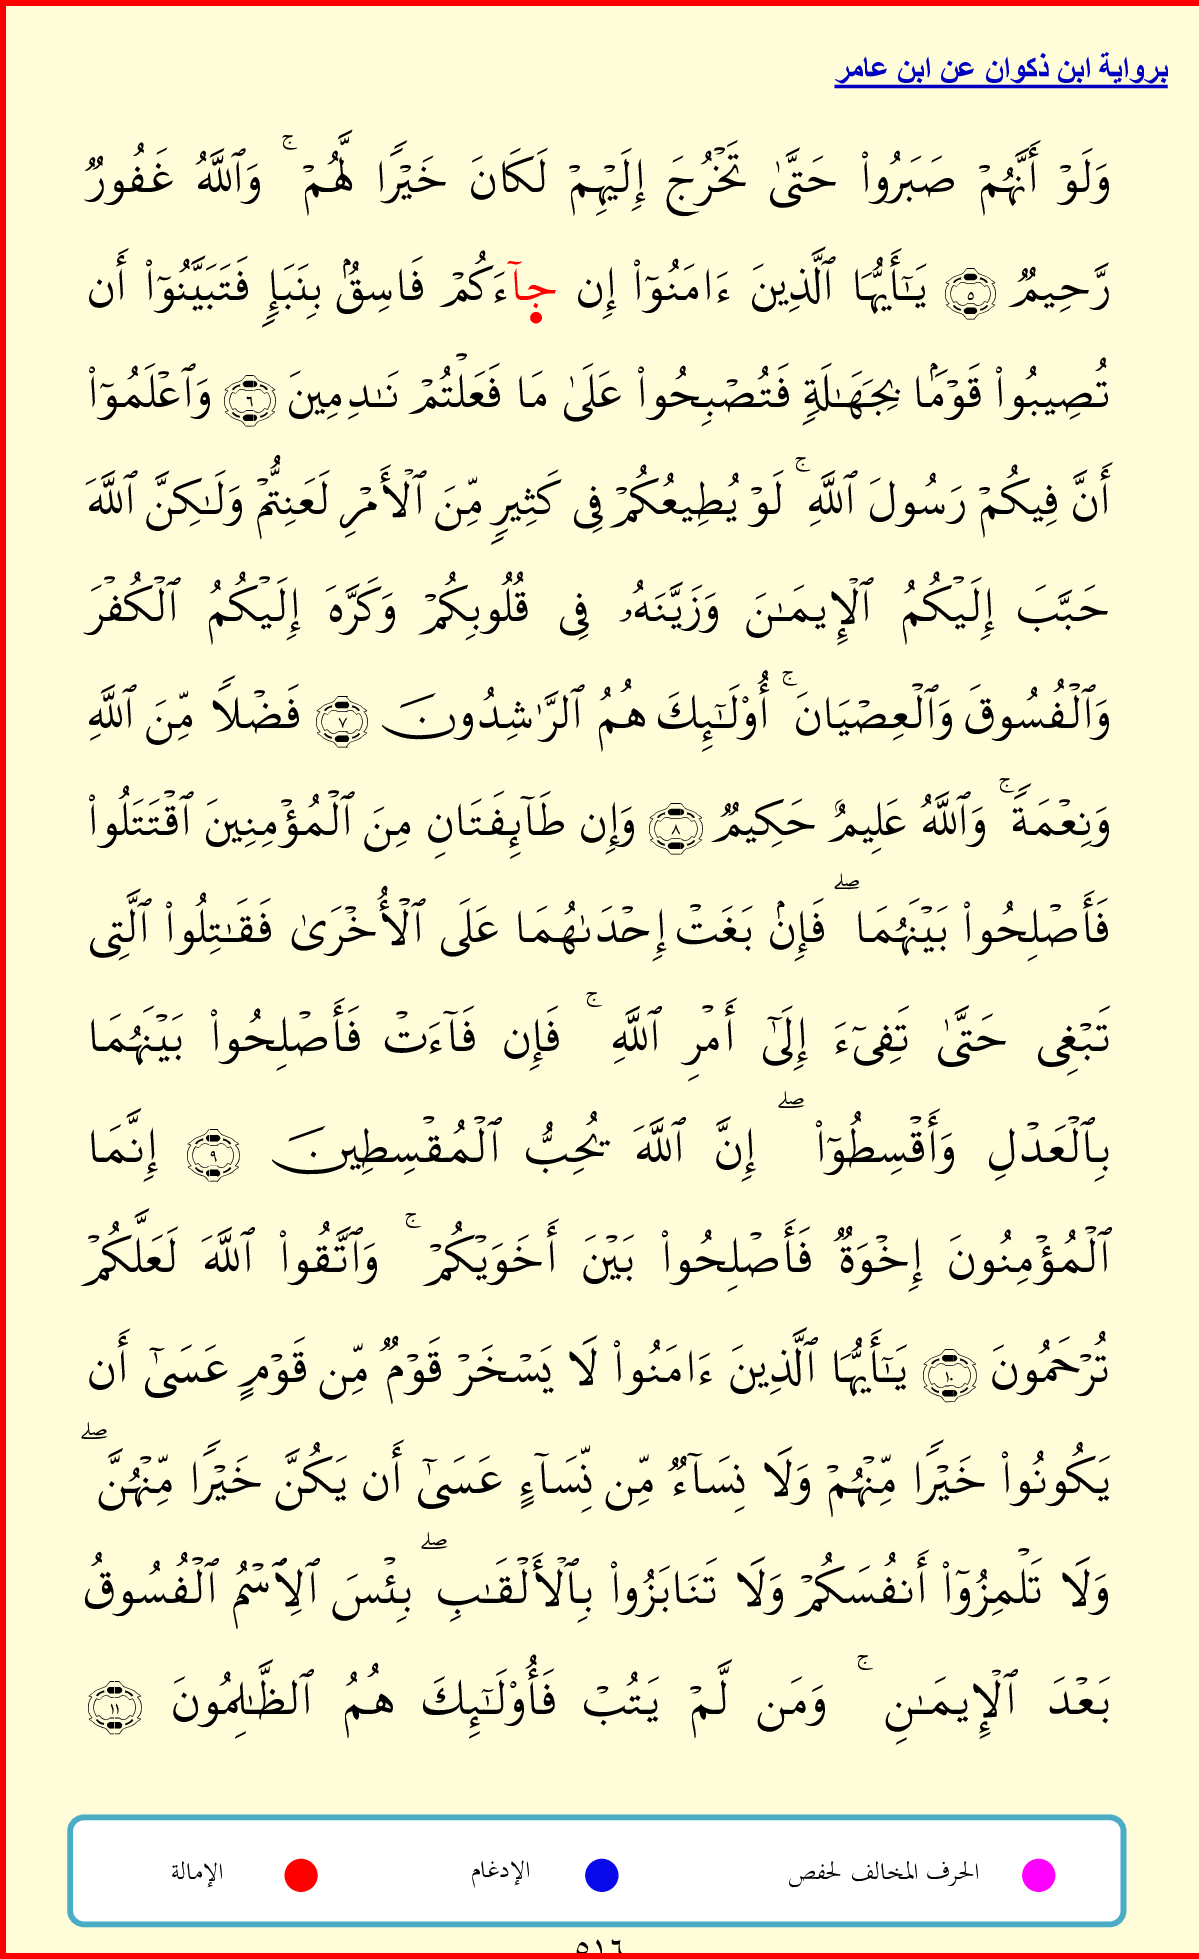 برواية ابن ذكوان عن ابن عامر
وَلَوۡ أَنَّهُمۡ صَبَرُواْ حَتَّىٰ تَخۡرُجَ إِلَيۡهِمۡ لَكَانَ خَيۡرٗا لَّهُمۡۚ وَٱللَّهُ غَفُورٞ
رَّحِيمٞ ٥ يَٰٓأَيُّهَا ٱلَّذِينَ ءَامَنُوٓاْ إِن جَآءَكُمۡ فَاسِقُۢ بِنَبَإٖ فَتَبَيَّنُوٓاْ أَن
تُصِيبُواْ قَوۡمَۢا بِجَهَٰلَةٖ فَتُصۡبِحُواْ عَلَىٰ مَا فَعَلۡتُمۡ نَٰدِمِينَ ٦ وَٱعۡلَمُوٓاْ
أَنَّ فِيكُمۡ رَسُولَ ٱللَّهِۚ لَوۡ يُطِيعُكُمۡ فِي كَثِيرٖ مِّنَ ٱلۡأَمۡرِ لَعَنِتُّمۡ وَلَٰكِنَّ ٱللَّهَ
حَبَّبَ إِلَيۡكُمُ ٱلۡإِيمَٰنَ وَزَيَّنَهُۥ فِي قُلُوبِكُمۡ وَكَرَّهَ إِلَيۡكُمُ ٱلۡكُفۡرَ
وَٱلۡفُسُوقَ وَٱلۡعِصۡيَانَۚ أُوْلَٰٓئِكَ هُمُ ٱلرَّٰشِدُونَ ٧ فَضۡلٗا مِّنَ ٱللَّهِ
وَنِعۡمَةٗۚ وَٱللَّهُ عَلِيمٌ حَكِيمٞ ٨ وَإِن طَآئِفَتَانِ مِنَ ٱلۡمُؤۡمِنِينَ ٱقۡتَتَلُواْ
فَأَصۡلِحُواْ بَيۡنَهُمَاۖ فَإِنۢ بَغَتۡ إِحۡدَىٰهُمَا عَلَى ٱلۡأُخۡرَىٰ فَقَٰتِلُواْ ٱلَّتِي
تَبۡغِي حَتَّىٰ تَفِيٓءَ إِلَىٰٓ أَمۡرِ ٱللَّهِۚ فَإِن فَآءَتۡ فَأَصۡلِحُواْ بَيۡنَهُمَا
بِٱلۡعَدۡلِ وَأَقۡسِطُوٓاْۖ إِنَّ ٱللَّهَ يُحِبُّ ٱلۡمُقۡسِطِينَ ٩ إِنَّمَا
ٱلۡمُؤۡمِنُونَ إِخۡوَةٞ فَأَصۡلِحُواْ بَيۡنَ أَخَوَيۡكُمۡۚ وَٱتَّقُواْ ٱللَّهَ لَعَلَّكُمۡ
تُرۡحَمُونَ ١٠ يَٰٓأَيُّهَا ٱلَّذِينَ ءَامَنُواْ لَا يَسۡخَرۡ قَوۡمٞ مِّن قَوۡمٍ عَسَىٰٓ أَن
يَكُونُواْ خَيۡرٗا مِّنۡهُمۡ وَلَا نِسَآءٞ مِّن نِّسَآءٍ عَسَىٰٓ أَن يَكُنَّ خَيۡرٗا مِّنۡهُنَّۖ
وَلَا تَلۡمِزُوٓاْ أَنفُسَكُمۡ وَلَا تَنَابَزُواْ بِٱلۡأَلۡقَٰبِۖ بِئۡسَ ٱلِٱسۡمُ ٱلۡفُسُوقُ
بَعۡدَ ٱلۡإِيمَٰنِۚ وَمَن لَّمۡ يَتُبۡ فَأُوْلَٰٓئِكَ هُمُ ٱلظَّٰلِمُونَ ١١
الحرف المخالف لحفص الإدغام الإمالة
٥١٦